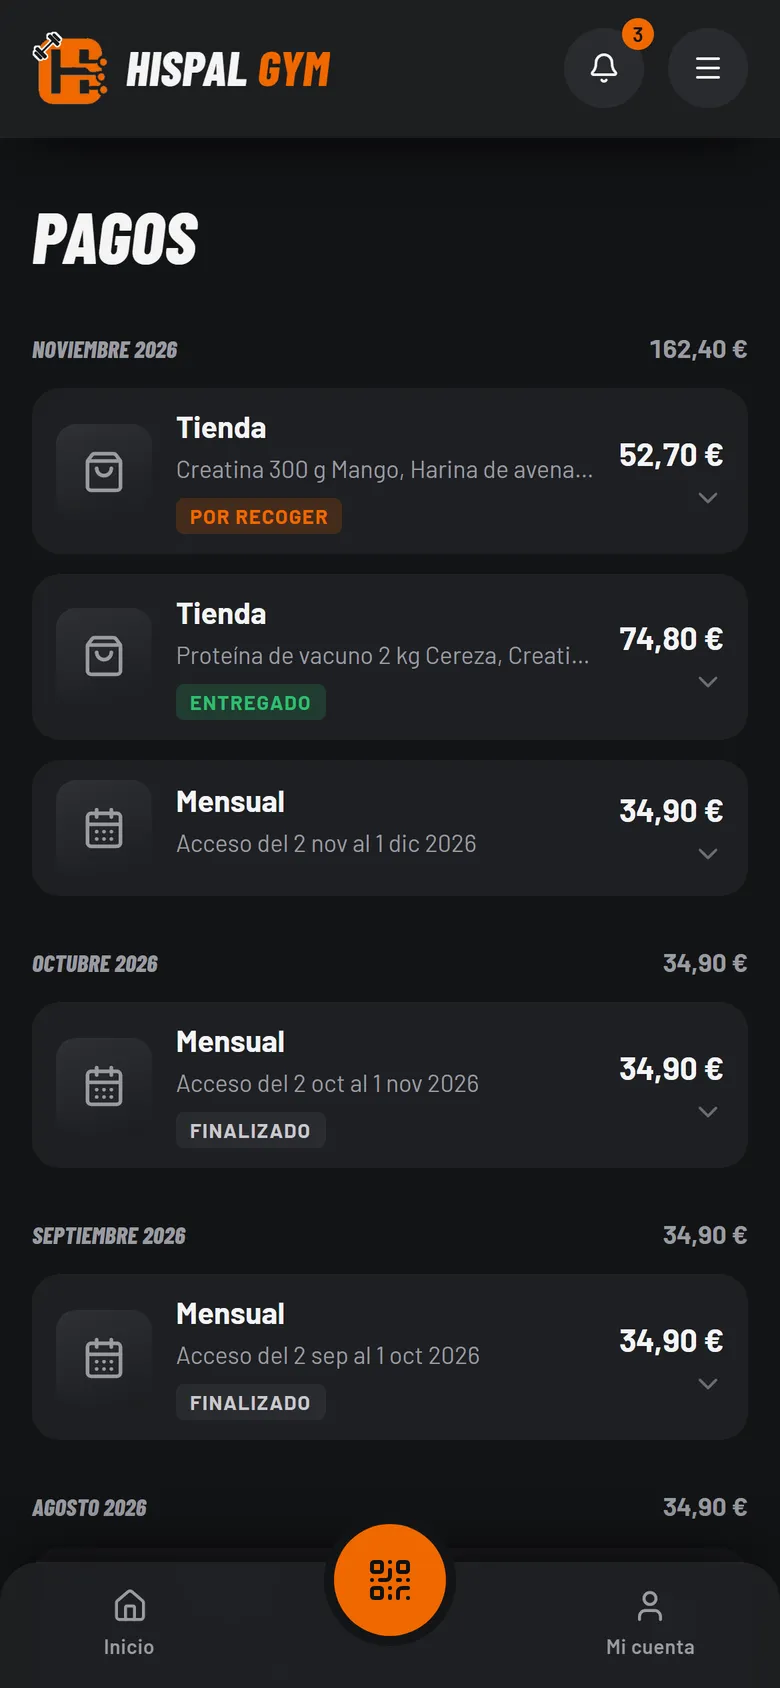 HISPAL GYM
3
PAGOS
NOVIEMBRE 2026 162,40 €
Tienda
Creatina 300 g Mango, Harina de avena...
52,70 €
POR RECOGER
Tienda
Proteína de vacuno 2 kg Cereza, Creati...
74,80 €
ENTREGADO
Mensual
34,90 €
Acceso del 2 nov al 1 dic 2026
OCTUBRE 2026 34,90 €
Mensual
34,90 €
Acceso del 2 oct al 1 nov 2026
FINALIZADO
SEPTIEMBRE 2026 34,90 €
Mensual
34,90 €
Acceso del 2 sep al 1 oct 2026
FINALIZADO
AGOSTO 2026 34,90 €
Inicio
Mi cuenta